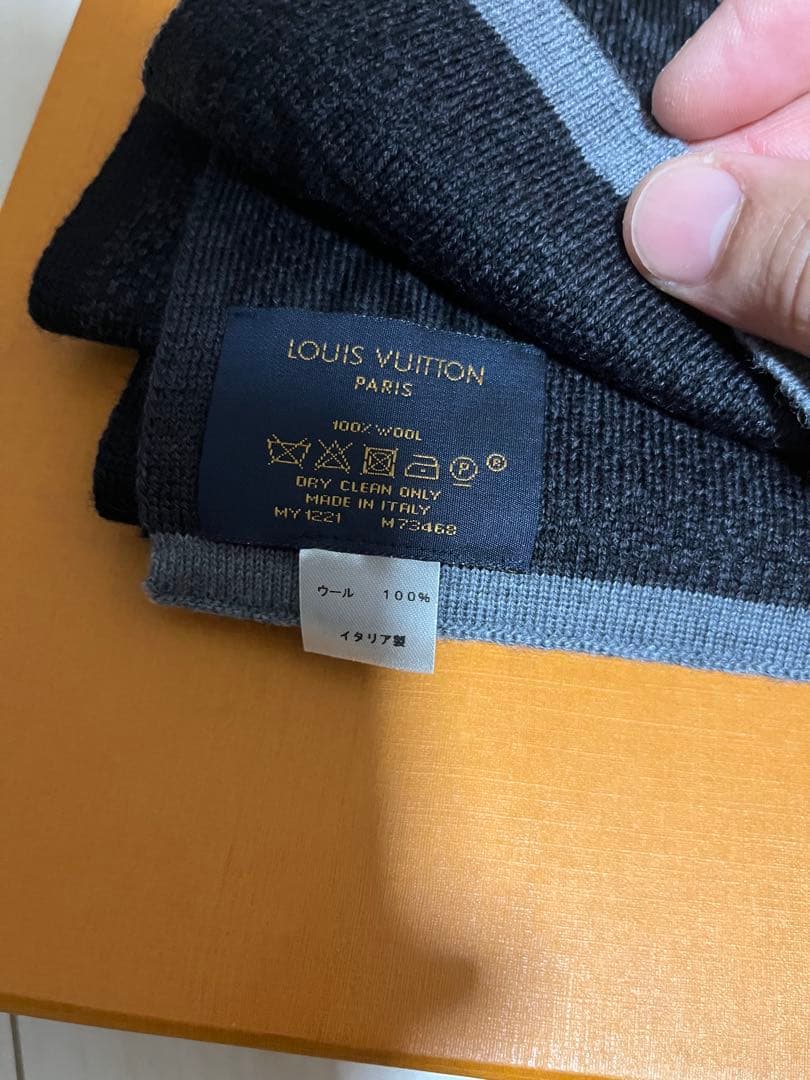 LOUIS VUITTON
PARIS
100% WOOL
P ®
DRY CLEAN ONLY
MADE IN ITALY
MY1221 M73468
ウール 100%
イタリア製